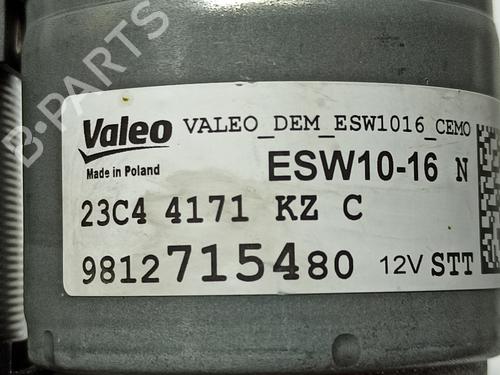 B-PARTS
Valeo VALEO_DEM_ESW1016_CEMO
Made in Poland ESW10-16 N
23C4 4171 KZ C
9812715480 12V STT